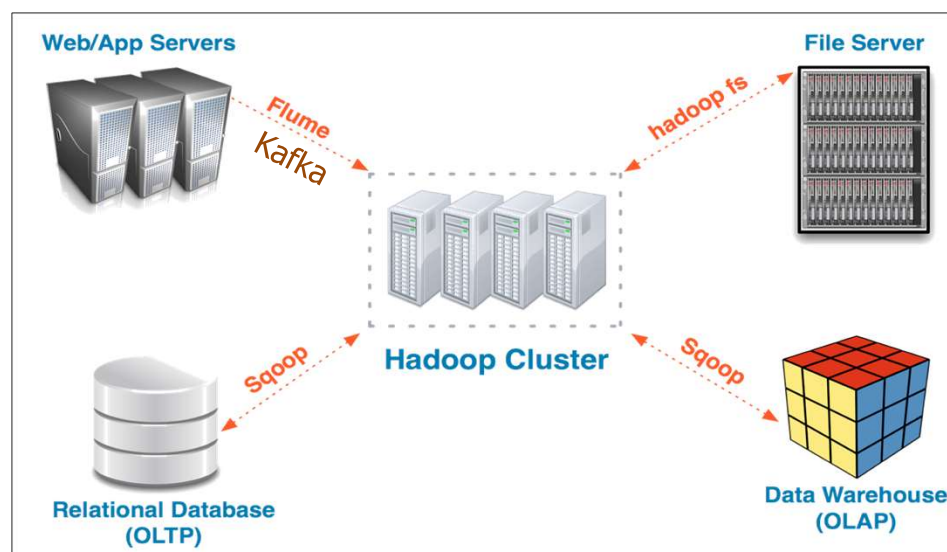 Web/App Servers
File Server
Flume
Kafka
hadoop fs
Hadoop Cluster
Sqoop
Sqoop
Relational Database
(OLTP)
Data Warehouse
(OLAP)